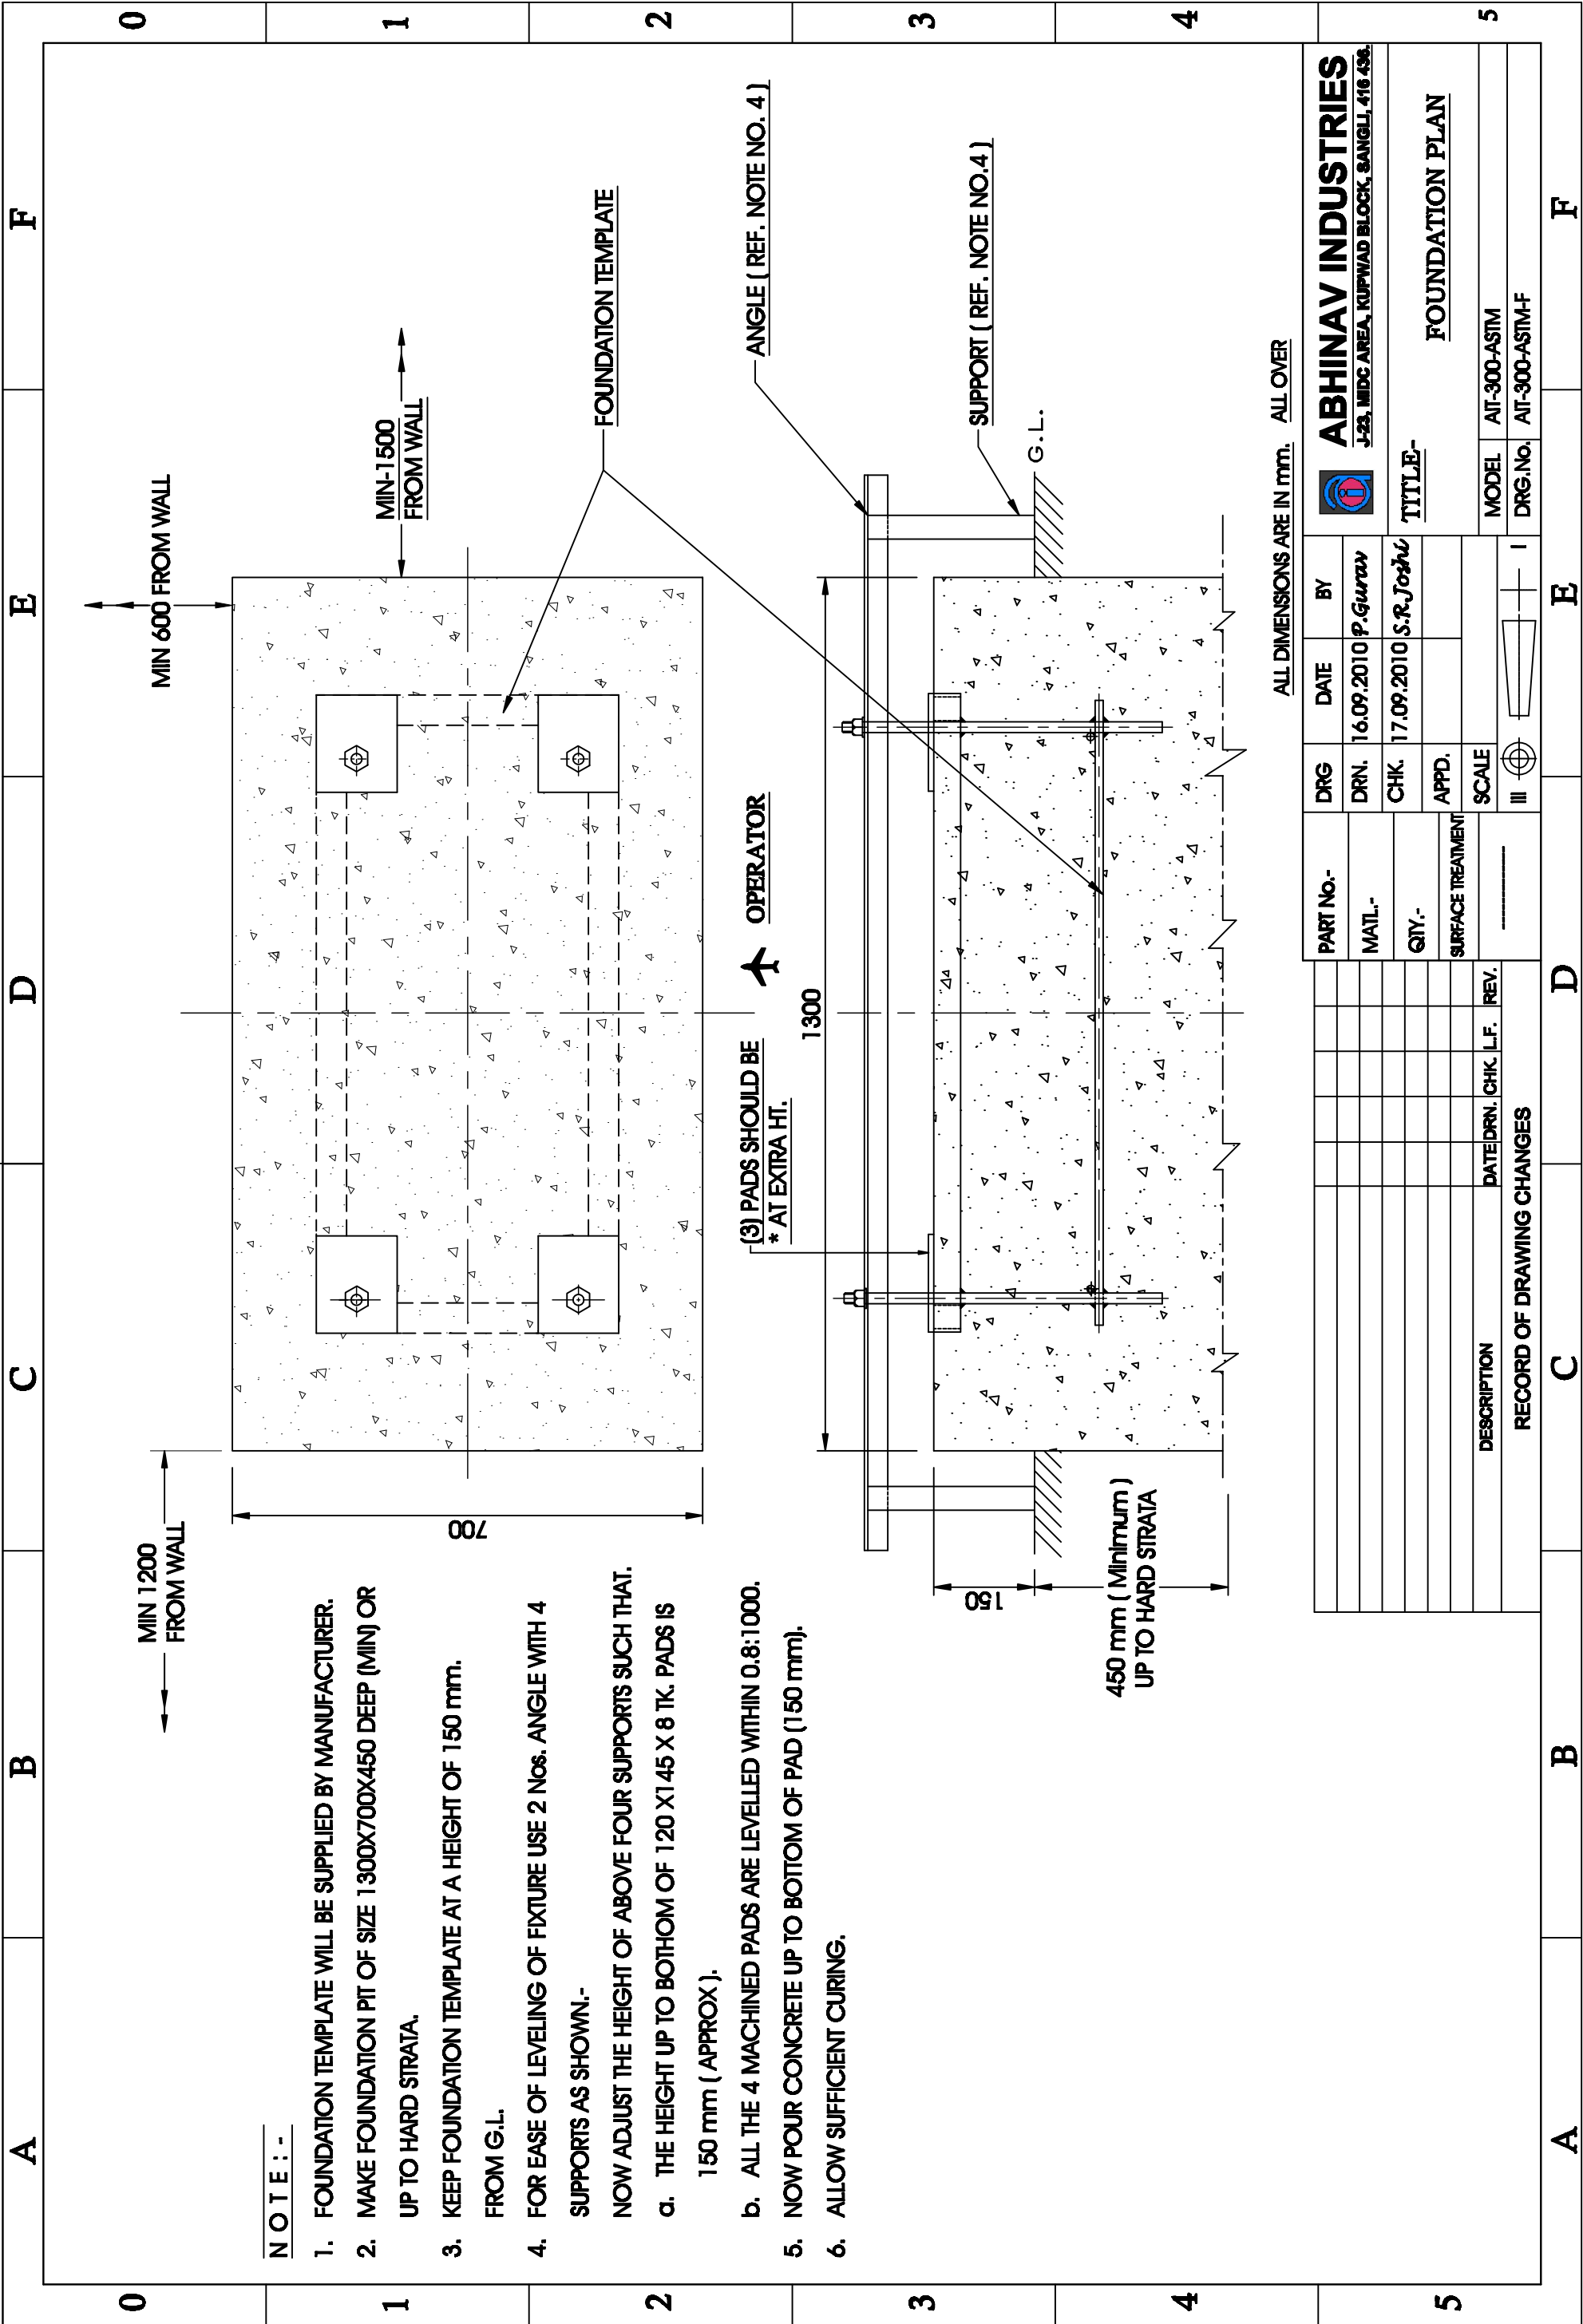 A B C D E F
0
1
2
3
4
5
MIN 1200
FROM WALL
MIN 600 FROM WALL
MIN-1500
FROM WALL
700
FOUNDATION TEMPLATE
N O T E : -
1. FOUNDATION TEMPLATE WILL BE SUPPLIED BY MANUFACTURER.
2. MAKE FOUNDATION PIT OF SIZE 1300X700X450 DEEP (MIN) OR
UP TO HARD STRATA.
3. KEEP FOUNDATION TEMPLATE AT A HEIGHT OF 150 mm.
FROM G.L.
4. FOR EASE OF LEVELING OF FIXTURE USE 2 Nos. ANGLE WITH 4
SUPPORTS AS SHOWN.-
NOW ADJUST THE HEIGHT OF ABOVE FOUR SUPPORTS SUCH THAT.
a. THE HEIGHT UP TO BOTHOM OF 120 X145 X 8 TK. PADS IS
150 mm ( APPROX ).
b. ALL THE 4 MACHINED PADS ARE LEVELLED WITHIN 0.8:1000.
5. NOW POUR CONCRETE UP TO BOTTOM OF PAD (150 mm).
6. ALLOW SUFFICIENT CURING.
(3) PADS SHOULD BE
* AT EXTRA HT.
OPERATOR
1300
ANGLE ( REF. NOTE NO. 4 )
SUPPORT ( REF. NOTE NO.4 )
G.L.
150
450 mm ( Minimum )
UP TO HARD STRATA
ALL DIMENSIONS ARE IN mm. ALL OVER
DESCRIPTION DATE DRN. CHK. L.F. REV.
RECORD OF DRAWING CHANGES
PART No.-
MATL.-
QTY.-
SURFACE TREATMENT
DRG DATE BY
DRN. 16.09.2010 P.Gurav
CHK. 17.09.2010 S.R.Joshi
APPD.
SCALE
ABHINAV INDUSTRIES
J-23, MIDC AREA, KUPWAD BLOCK, SANGLI, 416 436.
TITLE-
FOUNDATION PLAN
MODEL AIT-300-ASTM
DRG.No. AIT-300-ASTM-F
0
1
2
3
4
5
A B C D E F